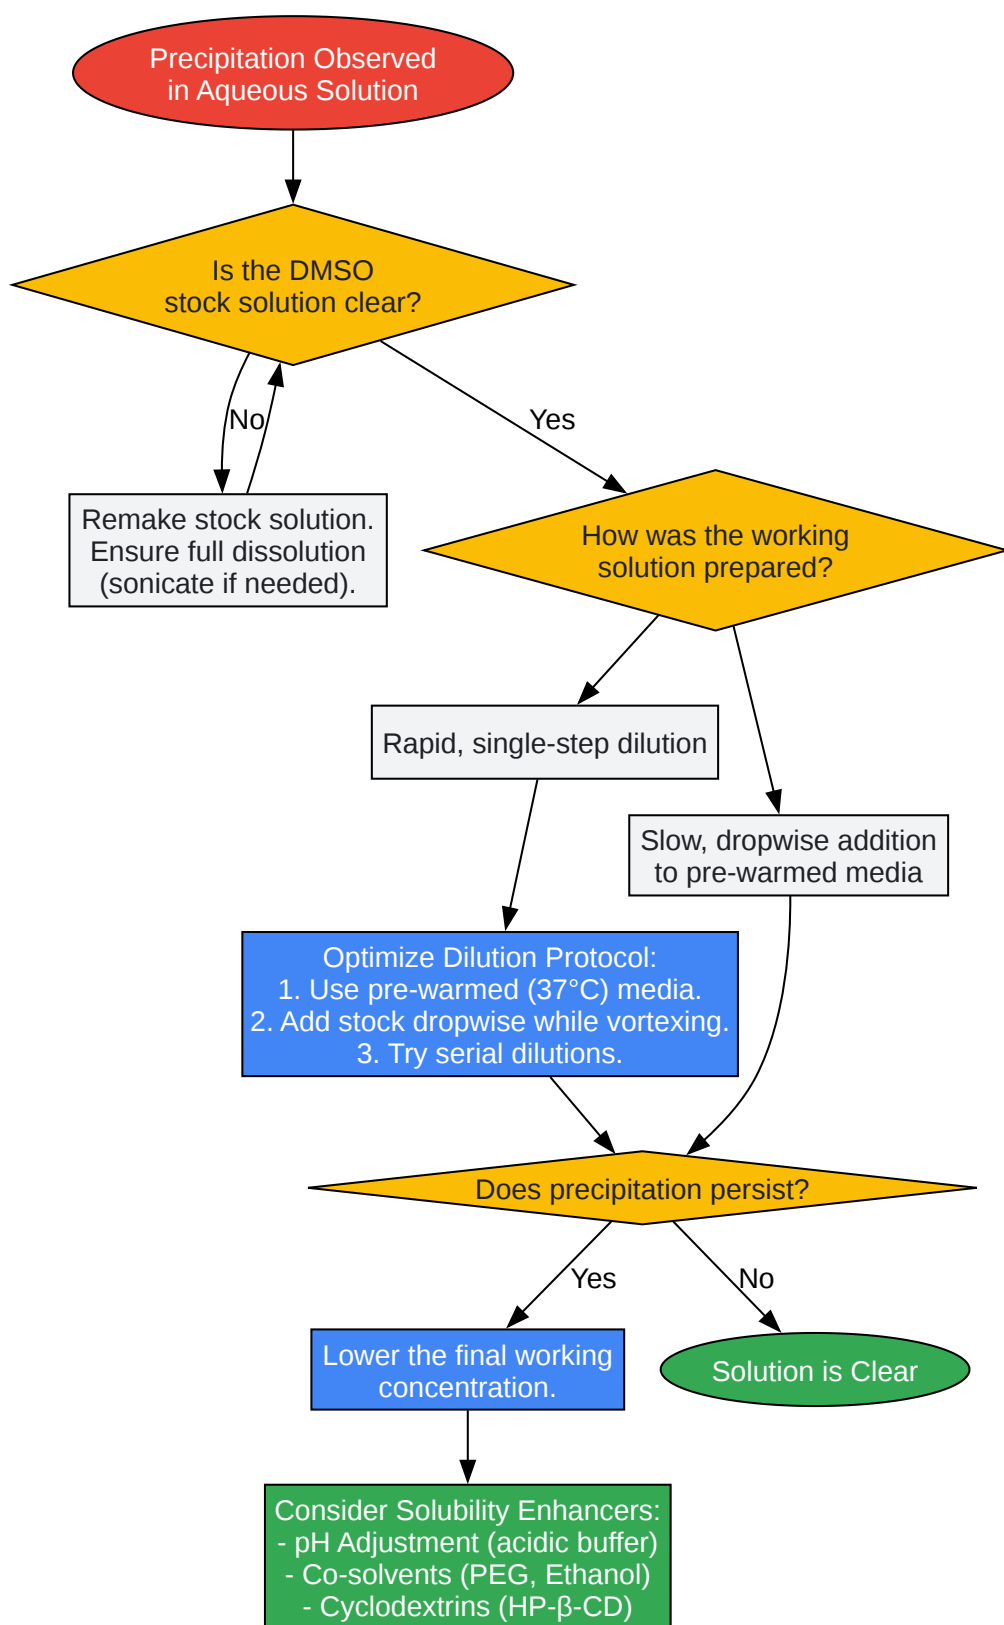 Precipitation Observed
in Aqueous Solution
Is the DMSO
stock solution clear?
No
Yes
Remake stock solution.
Ensure full dissolution
(sonicate if needed).
How was the working
solution prepared?
Rapid, single-step dilution
Slow, dropwise addition
to pre-warmed media
Optimize Dilution Protocol:
1. Use pre-warmed (37°C) media.
2. Add stock dropwise while vortexing.
3. Try serial dilutions.
Does precipitation persist?
Yes
No
Lower the final working
concentration.
Solution is Clear
Consider Solubility Enhancers:
- pH Adjustment (acidic buffer)
- Co-solvents (PEG, Ethanol)
- Cyclodextrins (HP-β-CD)